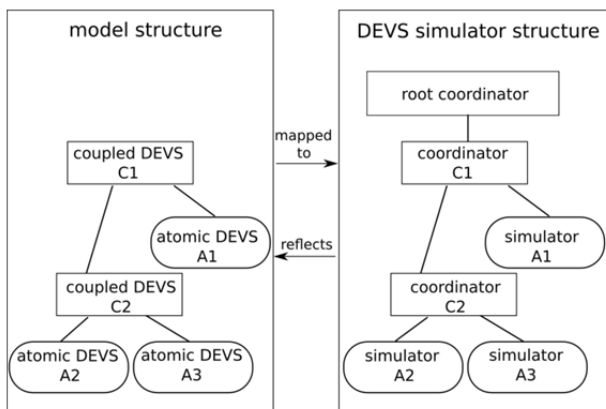 model structure
DEVS simulator structure
root coordinator
coupled DEVS
C1
mapped
to
coordinator
C1
atomic DEVS
A1
reflects
simulator
A1
coupled DEVS
C2
coordinator
C2
atomic DEVS
A2
atomic DEVS
A3
simulator
A2
simulator
A3